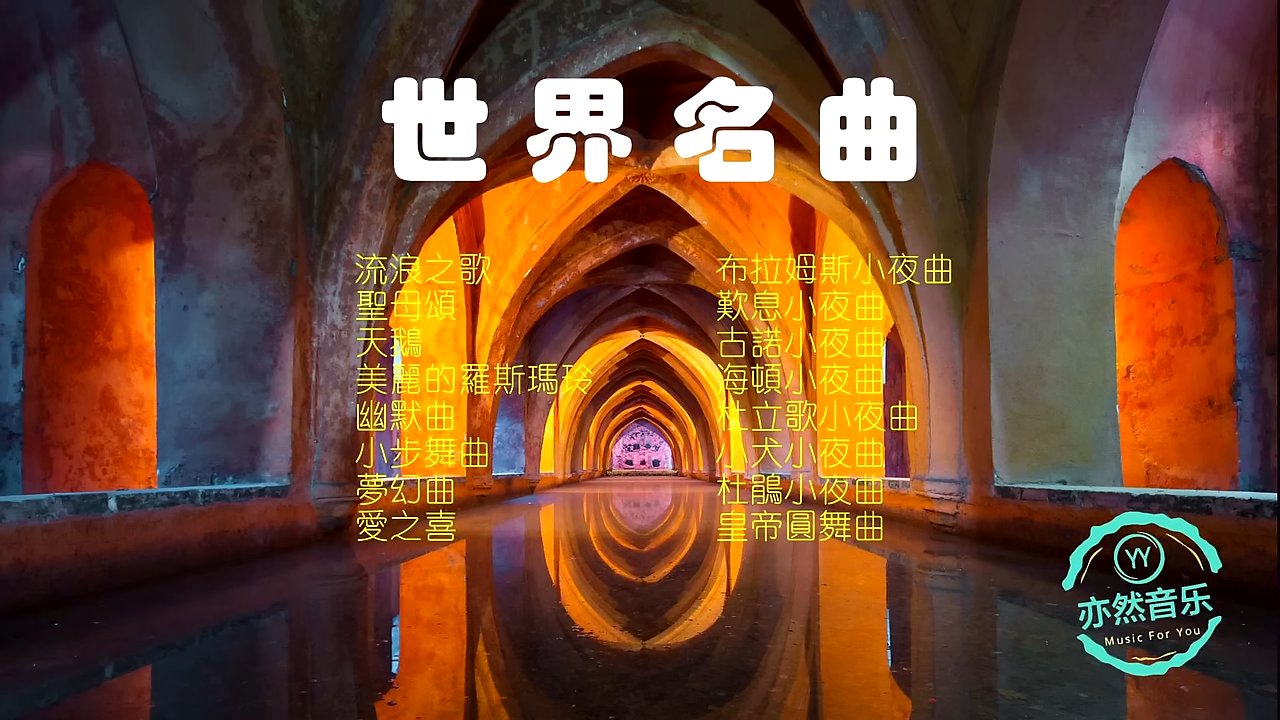 世界名曲
流浪之歌
聖母頌
天鵝
美麗的羅斯瑪玲
幽默曲
小步舞曲
夢幻曲
愛之喜
布拉姆斯小夜曲
歎息小夜曲
古諾小夜曲
海頓小夜曲
杜立歌小夜曲
小犬小夜曲
杜鵑小夜曲
皇帝圓舞曲
YY
亦然音乐
Music For You